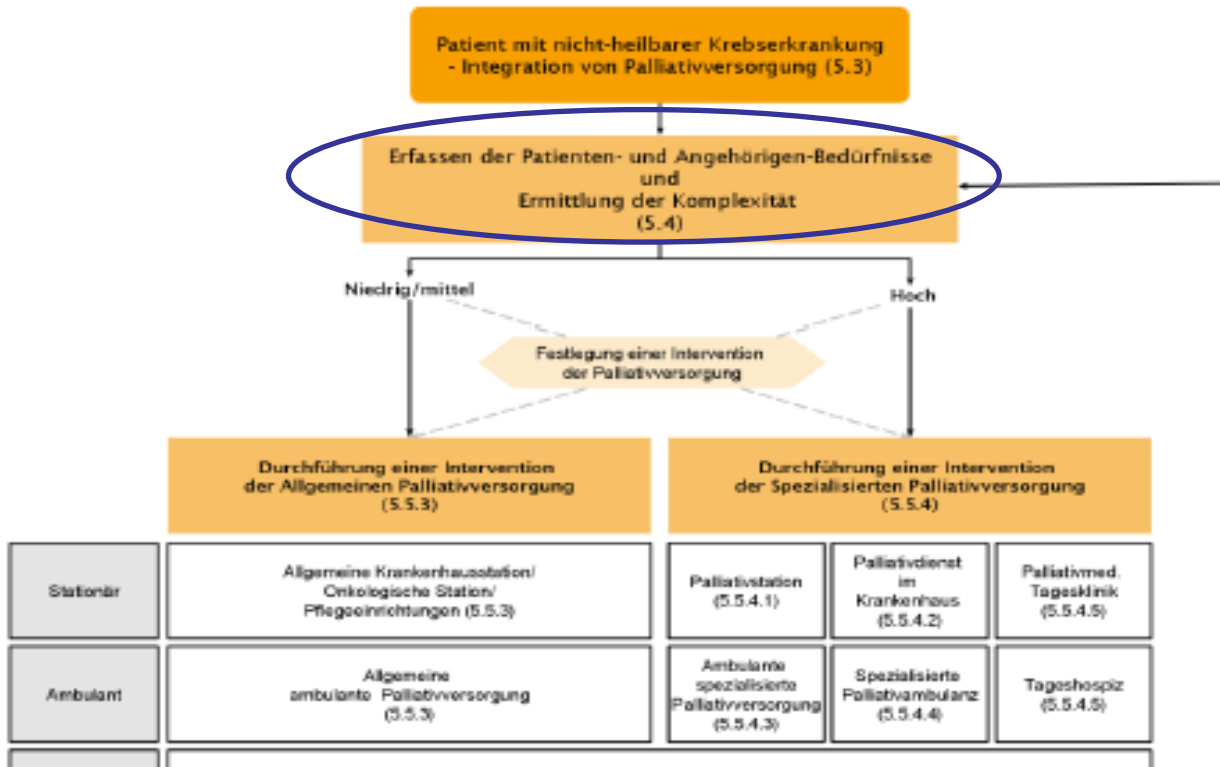 Patient mit nicht-heilbarer Krebserkrankung
- Integration von Palliativversorgung (5.3)
Erfassen der Patienten- und Angehörigen-Bedürfnisse
und
Ermittlung der Komplexität
(5.4)
Niedrig/mittel
Hoch
Festlegung einer Intervention
der Palliativversorgung
Durchführung einer Intervention
der Allgemeinen Palliativversorgung
(5.5.3)
Durchführung einer Intervention
der Spezialisierten Palliativversorgung
(5.5.4)
Stationär
Allgemeine Krankenhausstation/
Onkologische Station/
Pflegeeinrichtungen (5.5.3)
Palliativstation
(5.5.4.1)
Palliativdienst
im
Krankenhaus
(5.5.4.2)
Palliativmed.
Tagesklinik
(5.5.4.5)
Ambulant
Allgemeine
ambulante Palliativversorgung
(5.5.3)
Ambulante
spezialisierte
Palliativversorgung
(5.5.4.3)
Spezialisierte
Palliativambulanz
(5.5.4.4)
Tageshospiz
(5.5.4.5)